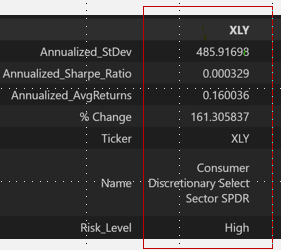 XLY
Annualized_StDev 485.91698
Annualized_Sharpe_Ratio 0.000329
Annualized_AvgReturns 0.160036
% Change 161.305837
Ticker XLY
Name Consumer
Discretionary Select
Sector SPDR
Risk_Level High